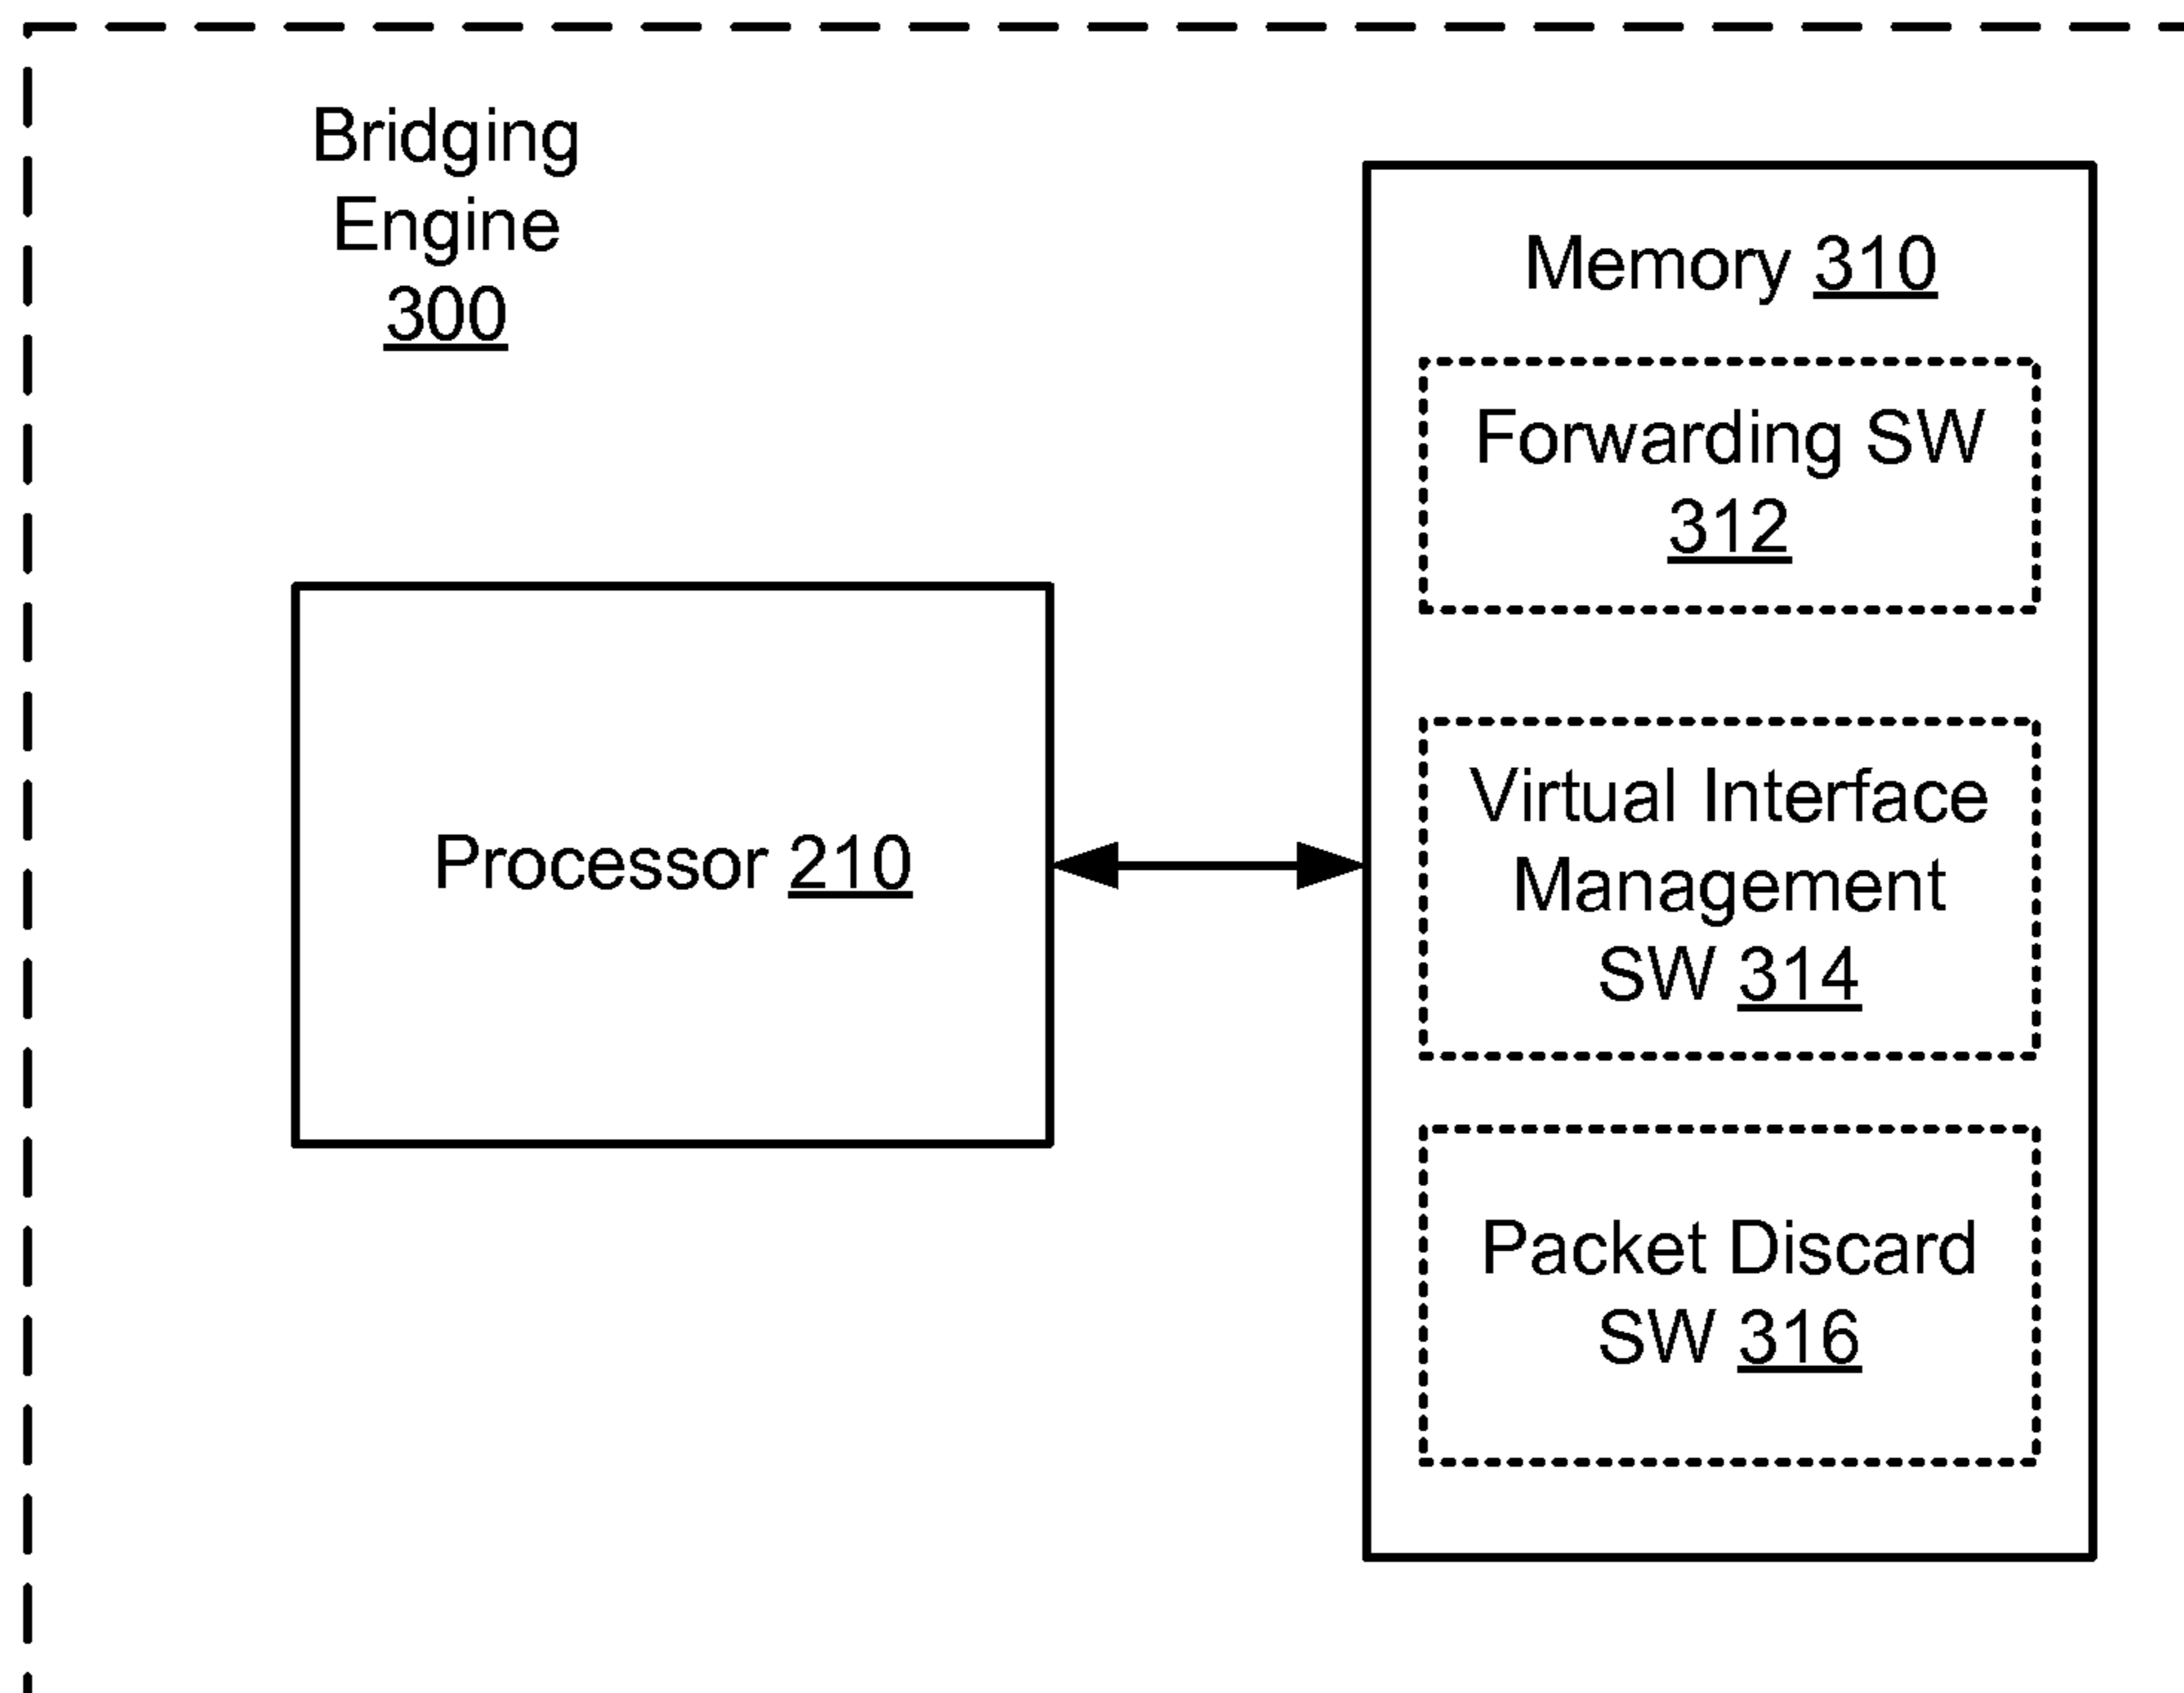 Bridging
Engine
300
Memory 310
Forwarding SW
312
Processor 210
Virtual Interface
Management
SW 314
Packet Discard
SW 316